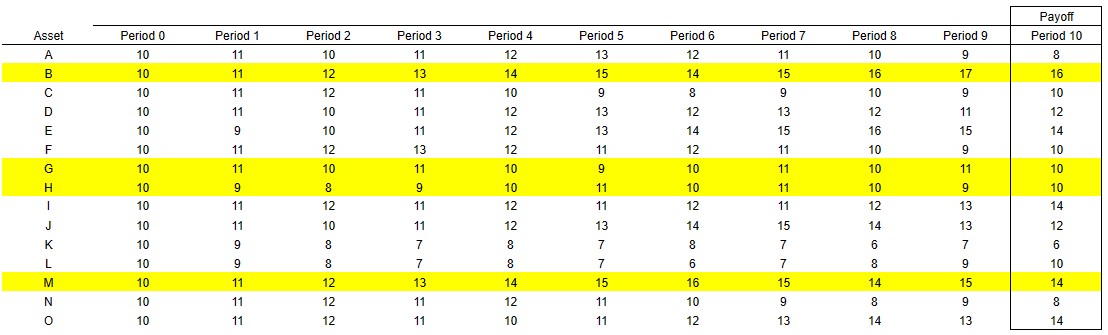 Payoff
Asset Period 0 Period 1 Period 2 Period 3 Period 4 Period 5 Period 6 Period 7 Period 8 Period 9 Period 10
A 10 11 10 11 12 13 12 11 10 9 8
B 10 11 12 13 14 15 14 15 16 17 16
C 10 11 12 11 10 9 8 9 10 9 10
D 10 11 10 11 12 13 12 13 12 11 12
E 10 9 10 11 12 13 14 15 16 15 14
F 10 11 12 13 12 11 12 11 10 9 10
G 10 11 10 11 10 9 10 11 10 11 10
H 10 9 8 9 10 11 10 11 10 9 10
I 10 11 12 11 12 11 12 11 12 13 14
J 10 11 10 11 12 13 14 15 14 13 12
K 10 9 8 7 8 7 8 7 6 7 6
L 10 9 8 7 8 7 6 7 8 9 10
M 10 11 12 13 14 15 16 15 14 15 14
N 10 11 12 11 12 11 10 9 8 9 8
O 10 11 12 11 10 11 12 13 14 13 14